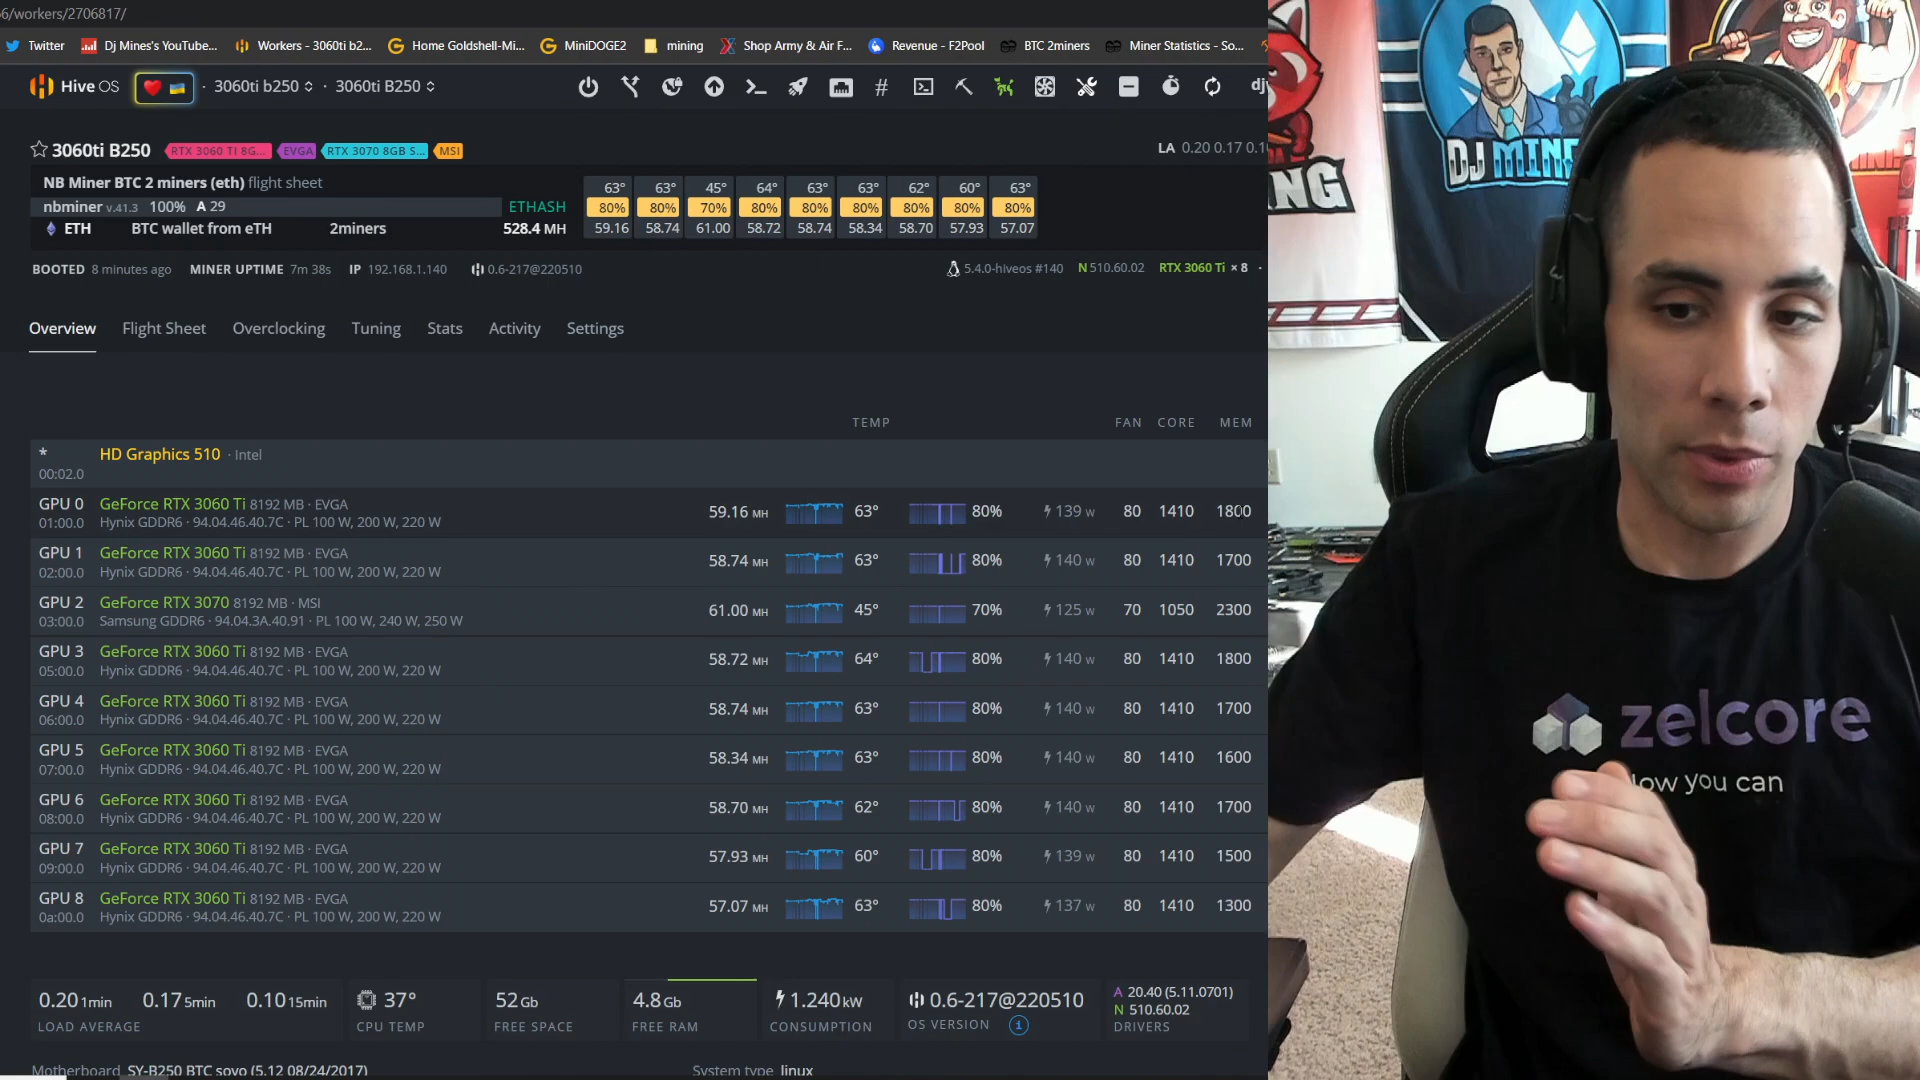 6/workers/2706817/
Twitter Dj Mines's YouTube... Workers - 3060ti b2... Home Goldshell-Mi... MiniDOGE2 mining Shop Army & Air F... Revenue - F2Pool BTC 2miners Miner Statistics - So...
Hive OS · 3060ti b250 · 3060ti B250 # dj
3060ti B250 RTX 3060 TI 8G... EVGA RTX 3070 8GB S... MSI LA 0.20 0.17 0.1
NB Miner BTC 2 miners (eth) flight sheet 63° 63° 45° 64° 63° 63° 62° 60° 63°
nbminer v.41.3 100% A 29 ETHASH 80% 80% 70% 80% 80% 80% 80% 80% 80%
ETH BTC wallet from eTH 2miners 528.4 MH 59.16 58.74 61.00 58.72 58.74 58.34 58.70 57.93 57.07
BOOTED 8 minutes ago MINER UPTIME 7m 38s IP 192.168.1.140 0.6-217@220510 5.4.0-hiveos #140 N 510.60.02 RTX 3060 Ti × 8 ·
Overview Flight Sheet Overclocking Tuning Stats Activity Settings
TEMP FAN CORE MEM
* HD Graphics 510 · Intel
00:02.0
GPU 0 GeForce RTX 3060 Ti 8192 MB · EVGA 59.16 MH 63° 80% 139 W 80 1410 1800
01:00.0 Hynix GDDR6 · 94.04.46.40.7C · PL 100 W, 200 W, 220 W
GPU 1 GeForce RTX 3060 Ti 8192 MB · EVGA 58.74 MH 63° 80% 140 W 80 1410 1700
02:00.0 Hynix GDDR6 · 94.04.46.40.7C · PL 100 W, 200 W, 220 W
GPU 2 GeForce RTX 3070 8192 MB · MSI 61.00 MH 45° 70% 125 W 70 1050 2300
03:00.0 Samsung GDDR6 · 94.04.3A.40.91 · PL 100 W, 240 W, 250 W
GPU 3 GeForce RTX 3060 Ti 8192 MB · EVGA 58.72 MH 64° 80% 140 W 80 1410 1800
05:00.0 Hynix GDDR6 · 94.04.46.40.7C · PL 100 W, 200 W, 220 W
GPU 4 GeForce RTX 3060 Ti 8192 MB · EVGA 58.74 MH 63° 80% 140 W 80 1410 1700
06:00.0 Hynix GDDR6 · 94.04.46.40.7C · PL 100 W, 200 W, 220 W
GPU 5 GeForce RTX 3060 Ti 8192 MB · EVGA 58.34 MH 63° 80% 140 W 80 1410 1600
07:00.0 Hynix GDDR6 · 94.04.46.40.7C · PL 100 W, 200 W, 220 W
GPU 6 GeForce RTX 3060 Ti 8192 MB · EVGA 58.70 MH 62° 80% 140 W 80 1410 1700
08:00.0 Hynix GDDR6 · 94.04.46.40.7C · PL 100 W, 200 W, 220 W
GPU 7 GeForce RTX 3060 Ti 8192 MB · EVGA 57.93 MH 60° 80% 139 W 80 1410 1500
09:00.0 Hynix GDDR6 · 94.04.46.40.7C · PL 100 W, 200 W, 220 W
GPU 8 GeForce RTX 3060 Ti 8192 MB · EVGA 57.07 MH 63° 80% 137 W 80 1410 1300
0a:00.0 Hynix GDDR6 · 94.04.46.40.7C · PL 100 W, 200 W, 220 W
0.20 1min 0.17 5min 0.10 15min 37° 52 Gb 4.8 Gb 1.240 kW 0.6-217@220510 A 20.40 (5.11.0701)
N 510.60.02
LOAD AVERAGE CPU TEMP FREE SPACE FREE RAM CONSUMPTION OS VERSION DRIVERS
Motherboard SY-B250 BTC soyo (5.12 08/24/2017) System type linux
NG
DJ MINE
zelcore
Now you can